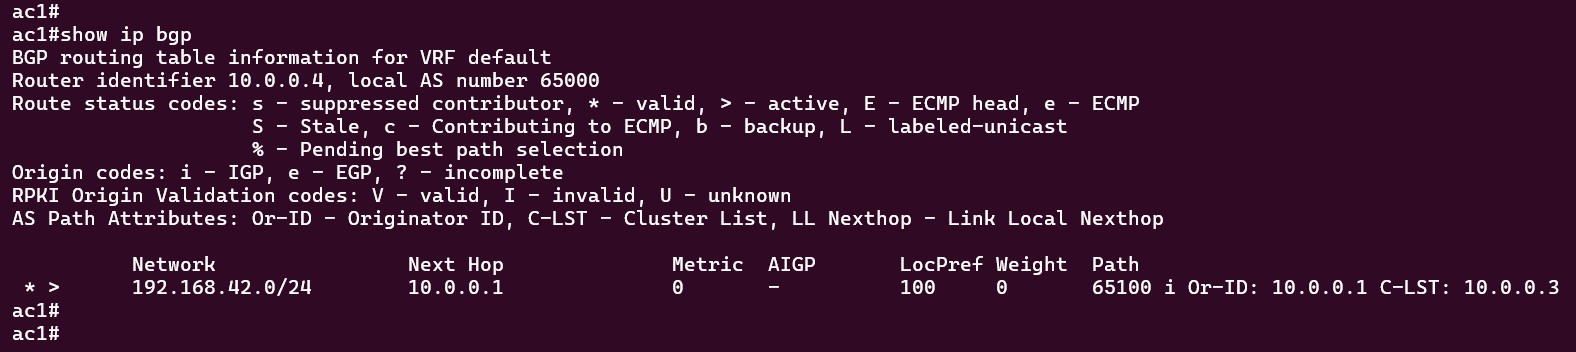 ac1#
ac1#show ip bgp
BGP routing table information for VRF default
Router identifier 10.0.0.4, local AS number 65000
Route status codes: s - suppressed contributor, * - valid, > - active, E - ECMP head, e - ECMP
                    S - Stale, c - Contributing to ECMP, b - backup, L - labeled-unicast
                    % - Pending best path selection
Origin codes: i - IGP, e - EGP, ? - incomplete
RPKI Origin Validation codes: V - valid, I - invalid, U - unknown
AS Path Attributes: Or-ID - Originator ID, C-LST - Cluster List, LL Nexthop - Link Local Nexthop

          Network                Next Hop              Metric  AIGP       LocPref Weight  Path
 * >      192.168.42.0/24        10.0.0.1              0       -          100     0       65100 i Or-ID: 10.0.0.1 C-LST: 10.0.0.3
ac1#
ac1#